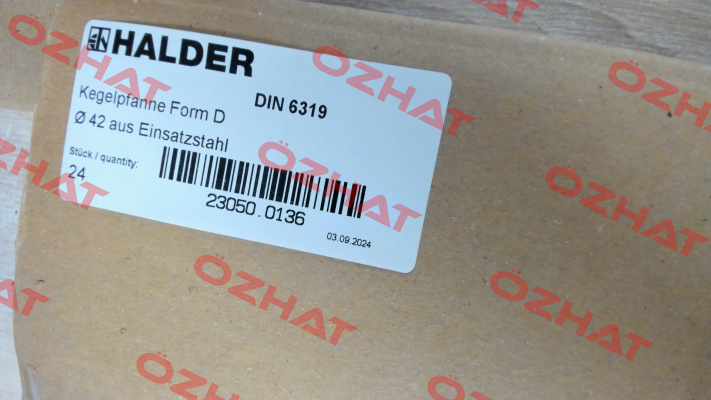 HALDER
Kegelpfanne Form D DIN 6319
Ø 42 aus Einsatzstahl
Stück / quantity:
24
23050.0136
03.09.2024
ÖZHAT
ÖZHAT
ÖZHAT
ÖZHAT
ÖZHAT
ÖZHAT
ÖZHAT
ÖZHAT
ÖZHAT
ÖZHAT
ÖZHAT
ÖZHAT